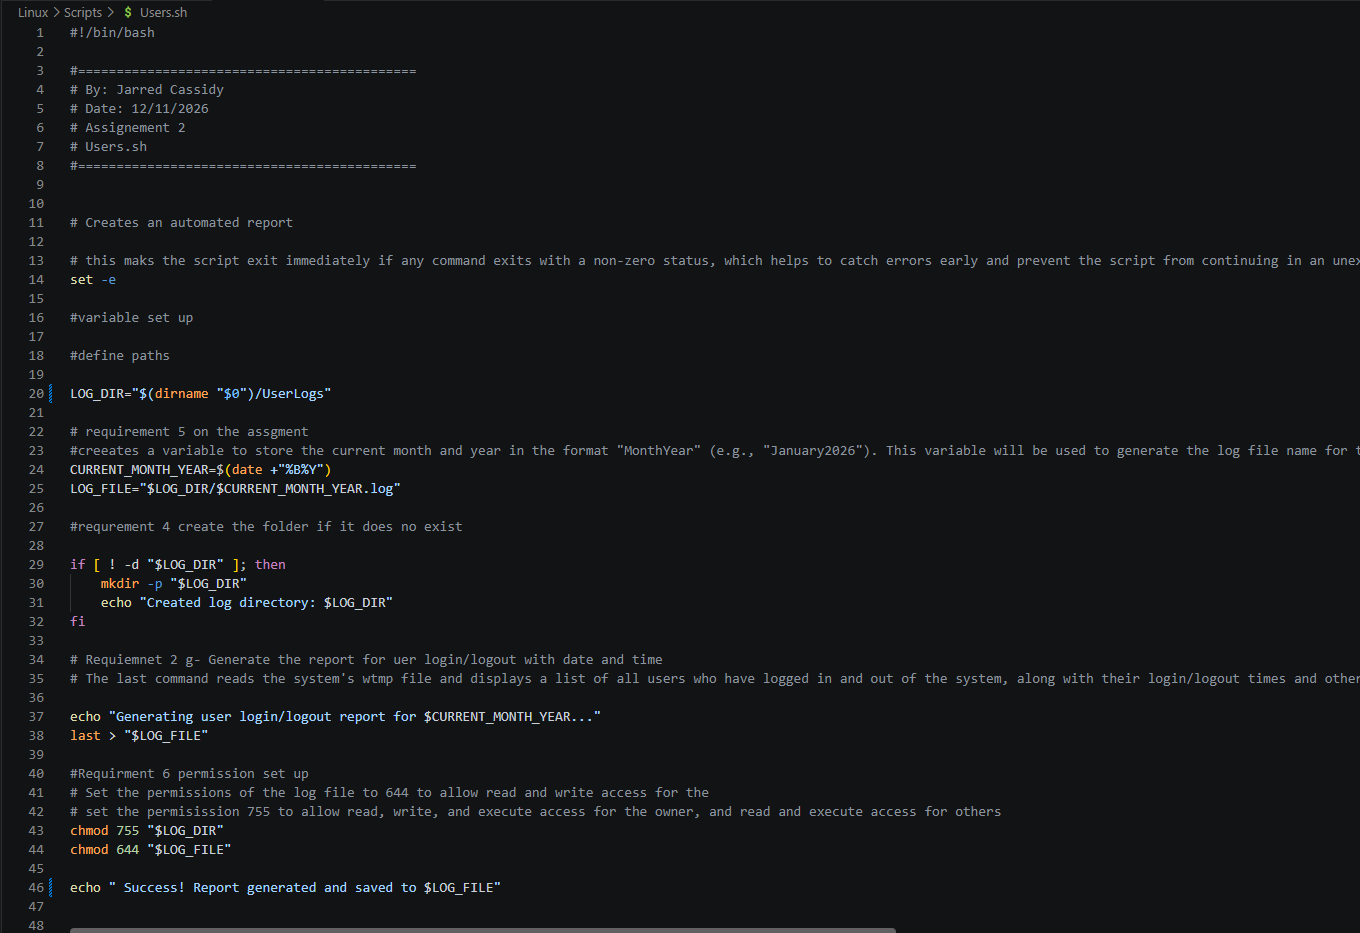 Linux > Scripts > $ Users.sh
1 #!/bin/bash
2
3 #============================================
4 # By: Jarred Cassidy
5 # Date: 12/11/2026
6 # Assignement 2
7 # Users.sh
8 #============================================
9
10
11 # Creates an automated report
12
13 # this maks the script exit immediately if any command exits with a non-zero status, which helps to catch errors early and prevent the script from continuing in an unex
14 set -e
15
16 #variable set up
17
18 #define paths
19
20 LOG_DIR="$(dirname "$0")/UserLogs"
21
22 # requirement 5 on the assgment
23 #creeates a variable to store the current month and year in the format "MonthYear" (e.g., "January2026"). This variable will be used to generate the log file name for t
24 CURRENT_MONTH_YEAR=$(date +"%B%Y")
25 LOG_FILE="$LOG_DIR/$CURRENT_MONTH_YEAR.log"
26
27 #requrement 4 create the folder if it does no exist
28
29 if [ ! -d "$LOG_DIR" ]; then
30 mkdir -p "$LOG_DIR"
31 echo "Created log directory: $LOG_DIR"
32 fi
33
34 # Requiemnet 2 g- Generate the report for uer login/logout with date and time
35 # The last command reads the system's wtmp file and displays a list of all users who have logged in and out of the system, along with their login/logout times and other
36
37 echo "Generating user login/logout report for $CURRENT_MONTH_YEAR..."
38 last > "$LOG_FILE"
39
40 #Requirment 6 permission set up
41 # Set the permissions of the log file to 644 to allow read and write access for the
42 # set the permisission 755 to allow read, write, and execute access for the owner, and read and execute access for others
43 chmod 755 "$LOG_DIR"
44 chmod 644 "$LOG_FILE"
45
46 echo " Success! Report generated and saved to $LOG_FILE"
47
48